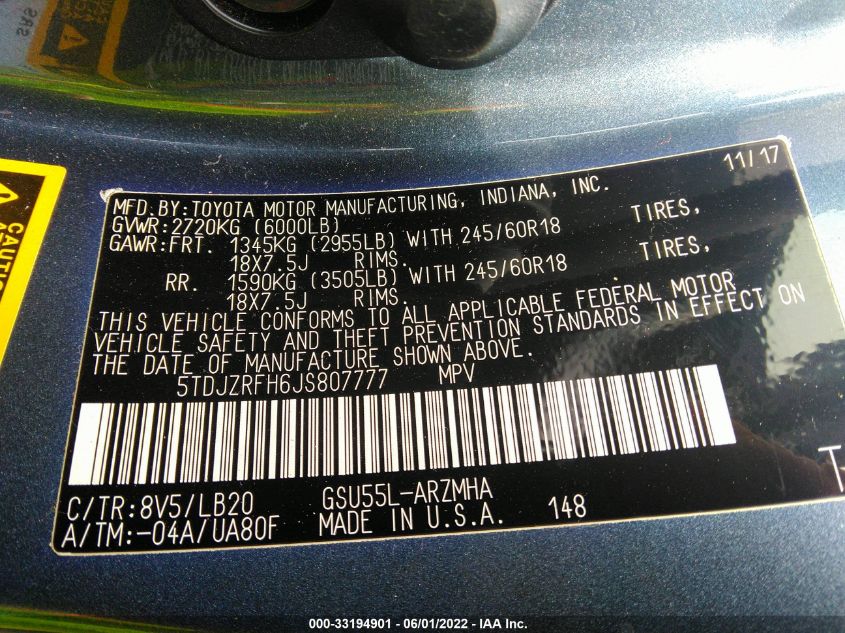 SRS
CAUTION
11/17
MFD.BY:TOYOTA MOTOR MANUFACTURING, INDIANA, INC.
GVWR:2720KG (6000LB)
GAWR:FRT. 1345KG (2955LB) WITH 245/60R18 TIRES,
18X7.5J RIMS.
RR. 1590KG (3505LB) WITH 245/60R18 TIRES,
18X7.5J RIMS.
THIS VEHICLE CONFORMS TO ALL APPLICABLE FEDERAL MOTOR
VEHICLE SAFETY AND THEFT PREVENTION STANDARDS IN EFFECT ON
THE DATE OF MANUFACTURE SHOWN ABOVE.
5TDJZRFH6JS807777 MPV
C/TR:8V5/LB20 GSU55L-ARZMHA
A/TM:-04A/UA80F MADE IN U.S.A. 148
000-33194901 - 06/01/2022 - IAA Inc.